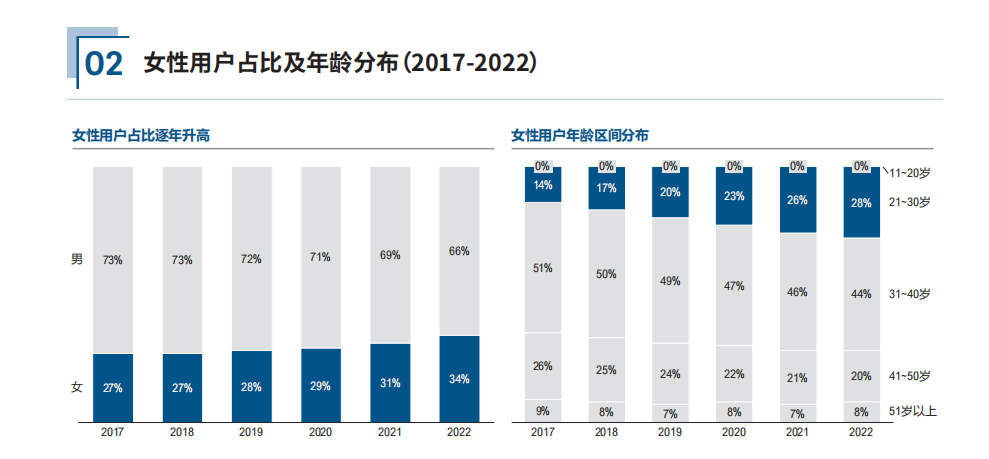 02 女性用户占比及年龄分布(2017-2022)
女性用户占比逐年升高
男 73% 73% 72% 71% 69% 66%
女 27% 27% 28% 29% 31% 34%
2017 2018 2019 2020 2021 2022
女性用户年龄区间分布
0% 0% 0% 0% 0% 0% 11~20岁
14% 17% 20% 23% 26% 28% 21~30岁
51% 50% 49% 47% 46% 44% 31~40岁
26% 25% 24% 22% 21% 20% 41~50岁
9% 8% 7% 8% 7% 8% 51岁以上
2017 2018 2019 2020 2021 2022